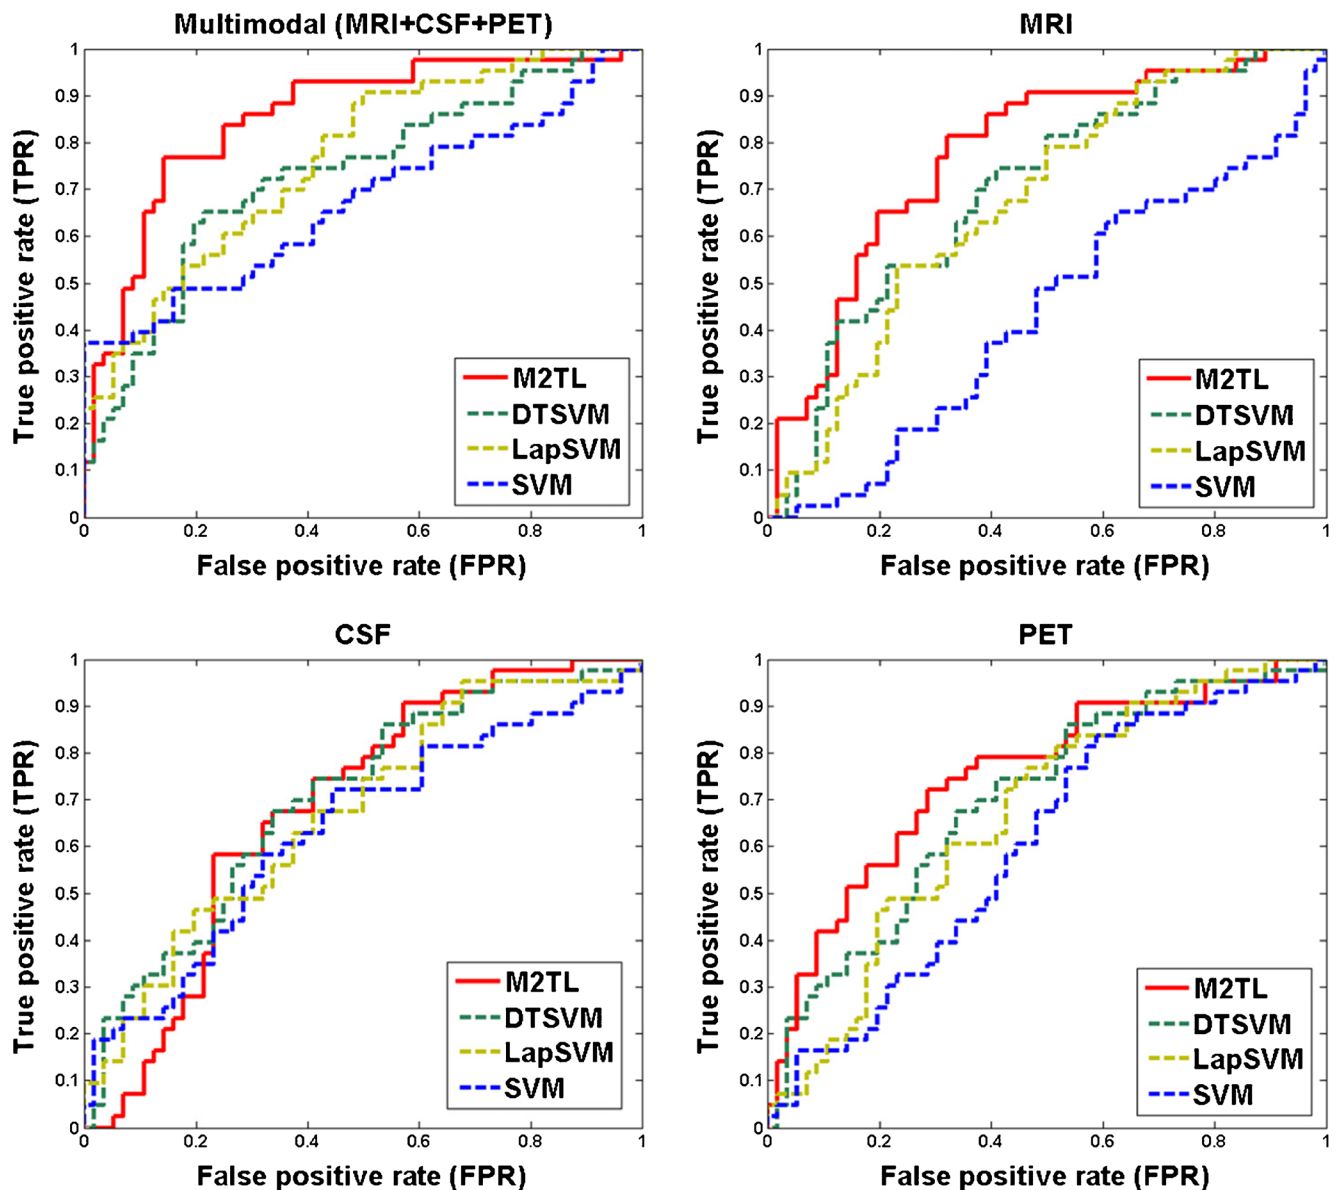 Multimodal (MRI+CSF+PET)
True positive rate (TPR)
1
0.9
0.8
0.7
0.6
0.5
0.4
0.3
0.2
0.1
0
M2TL
DTSVM
LapSVM
SVM
0 0.2 0.4 0.6 0.8 1
False positive rate (FPR)
MRI
True positive rate (TPR)
1
0.9
0.8
0.7
0.6
0.5
0.4
0.3
0.2
0.1
0
M2TL
DTSVM
LapSVM
SVM
0 0.2 0.4 0.6 0.8 1
False positive rate (FPR)
CSF
True positive rate (TPR)
1
0.9
0.8
0.7
0.6
0.5
0.4
0.3
0.2
0.1
0
M2TL
DTSVM
LapSVM
SVM
0 0.2 0.4 0.6 0.8 1
False positive rate (FPR)
PET
True positive rate (TPR)
1
0.9
0.8
0.7
0.6
0.5
0.4
0.3
0.2
0.1
0
M2TL
DTSVM
LapSVM
SVM
0 0.2 0.4 0.6 0.8 1
False positive rate (FPR)